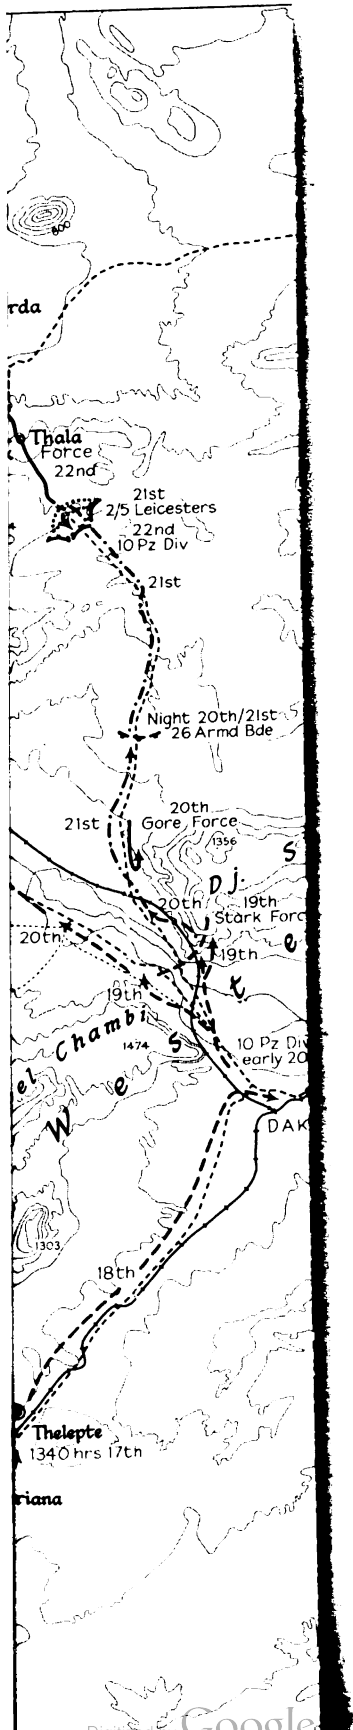 800
rda
Thala
Force
22nd
21st
2/5 Leicesters
22nd
10 Pz Div
21st
Night 20th/21st
26 Armd Bde
20th
Gore Force
21st
1356
S
Dj.
20th
19th
Stark Forc
e
20th
19th
19th
t
el Chambi
1474
s
10 Pz Div
early 20
e
W
DAK
1303
18th
Thelepte
1340 hrs 17th
riana
Google